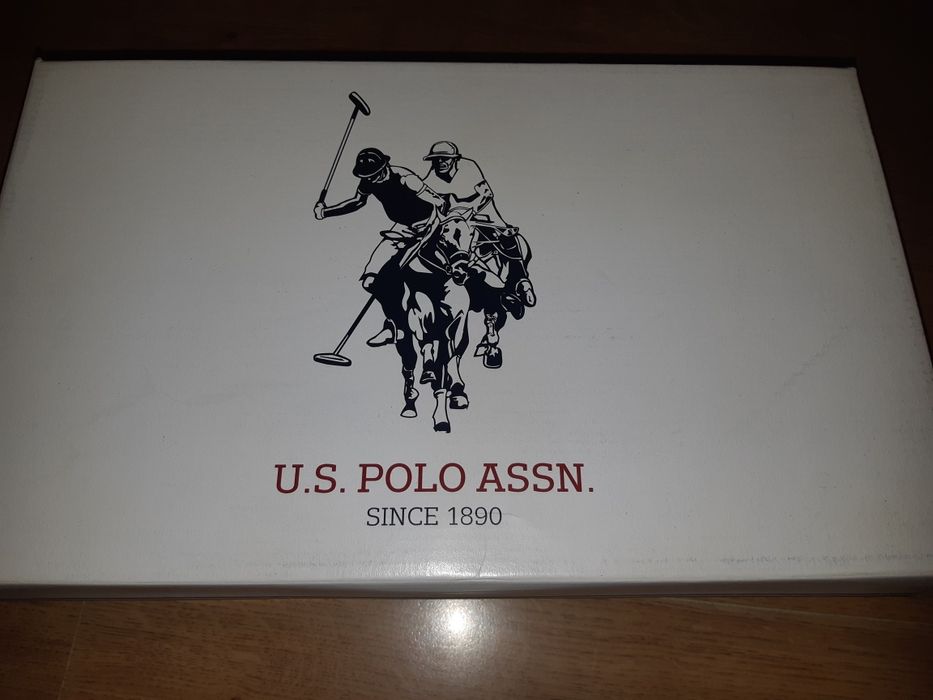 U.S. POLO ASSN.
SINCE 1890